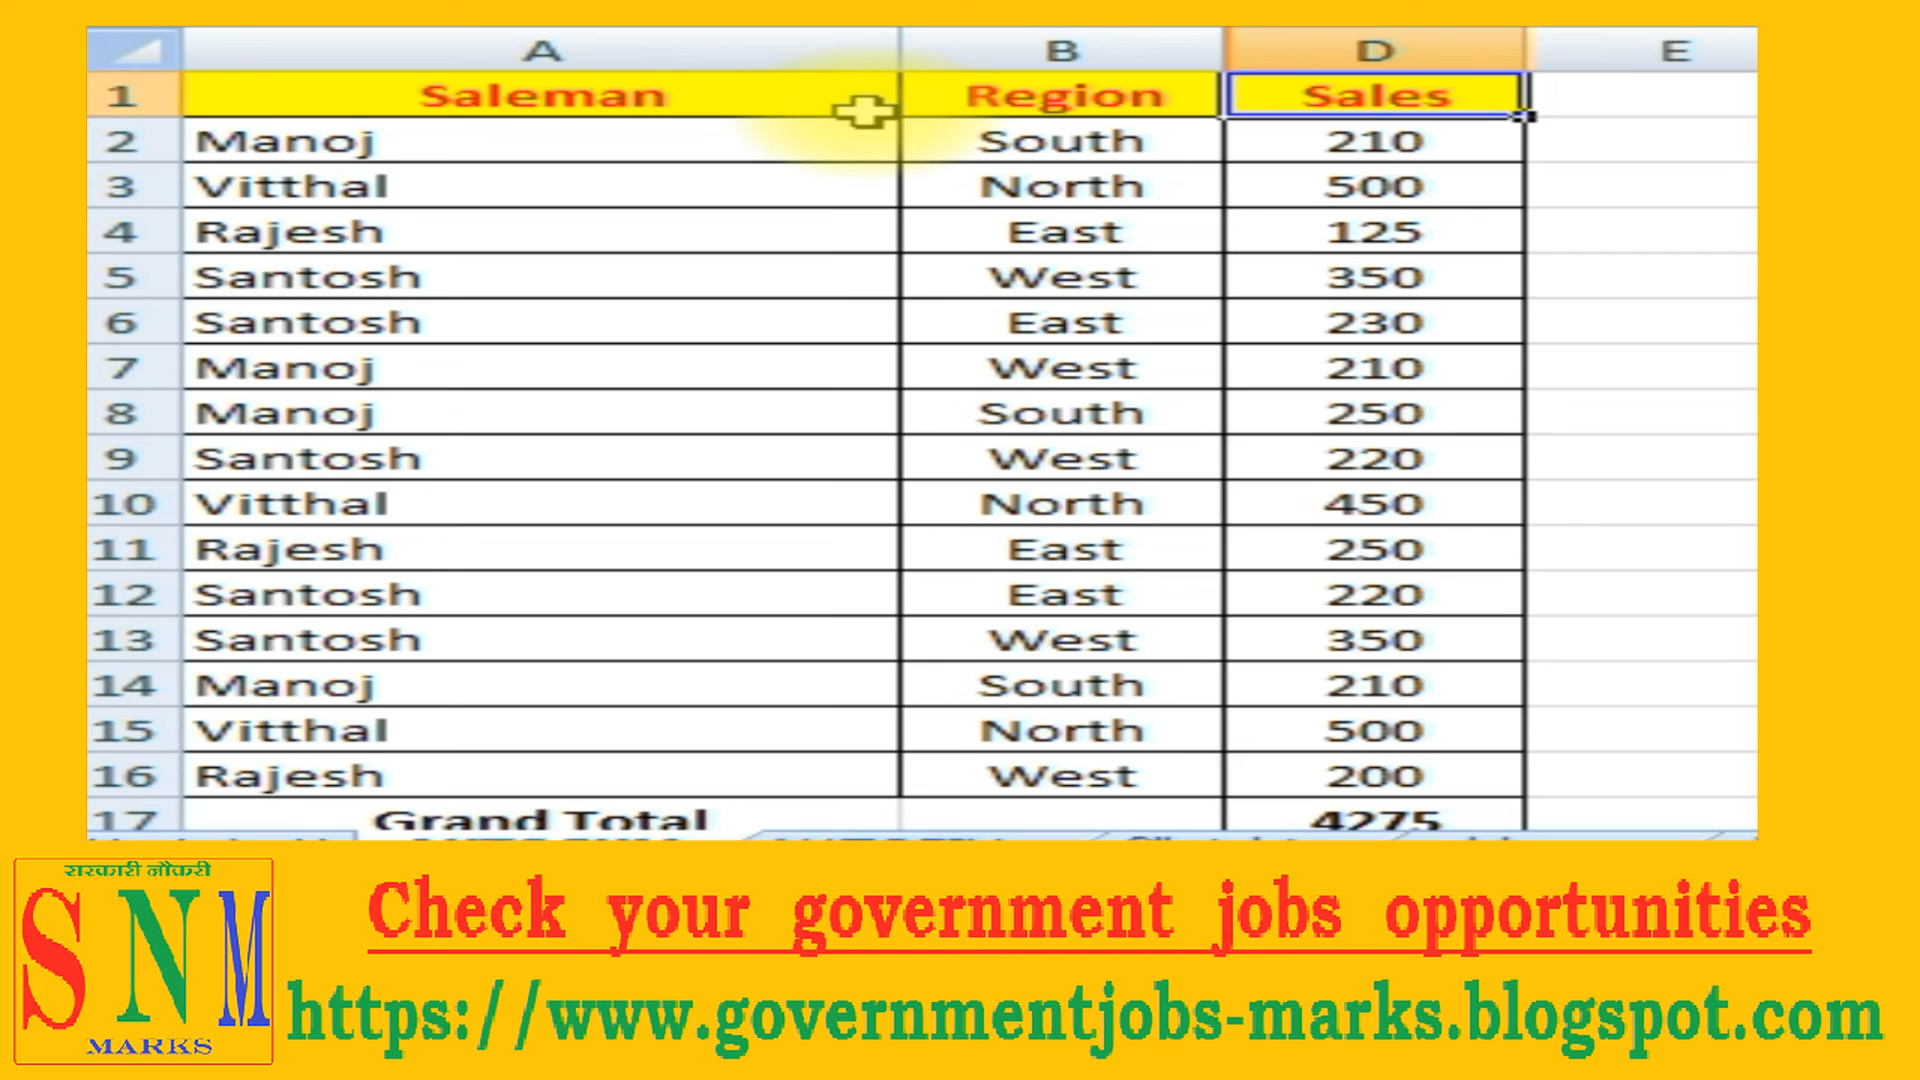 A B D E
1 Saleman Region Sales
2 Manoj South 210
3 Vitthal North 500
4 Rajesh East 125
5 Santosh West 350
6 Santosh East 230
7 Manoj West 210
8 Manoj South 250
9 Santosh West 220
10 Vitthal North 450
11 Rajesh East 250
12 Santosh East 220
13 Santosh West 350
14 Manoj South 210
15 Vitthal North 500
16 Rajesh West 200
17 Grand Total 4275
सरकारी नौकरी
SNM
MARKS
Check your government jobs opportunities
https://www.governmentjobs-marks.blogspot.com